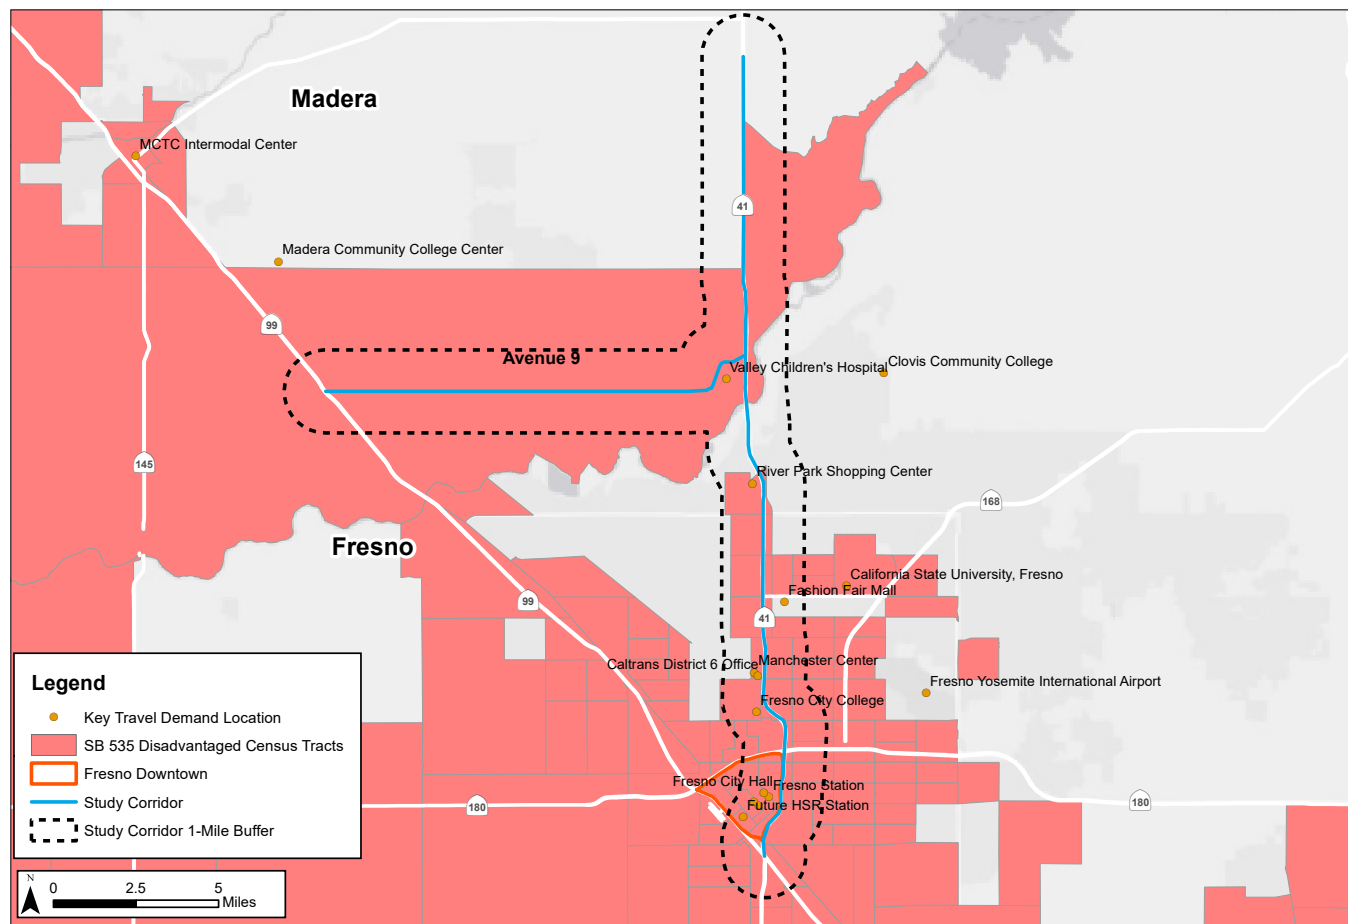 Madera
MCTC Intermodal Center
41
Madera Community College Center
99
Avenue 9
Valley Children's Hospital
Clovis Community College
145
River Park Shopping Center
168
Fresno
California State University, Fresno
Fashion Fair Mall
99
41
Caltrans District 6 Office
Manchester Center
Fresno Yosemite International Airport
Fresno City College
Fresno City Hall
Fresno Station
Future HSR Station
180
180
Legend
Key Travel Demand Location
SB 535 Disadvantaged Census Tracts
Fresno Downtown
Study Corridor
Study Corridor 1-Mile Buffer
N
0 2.5 5
Miles